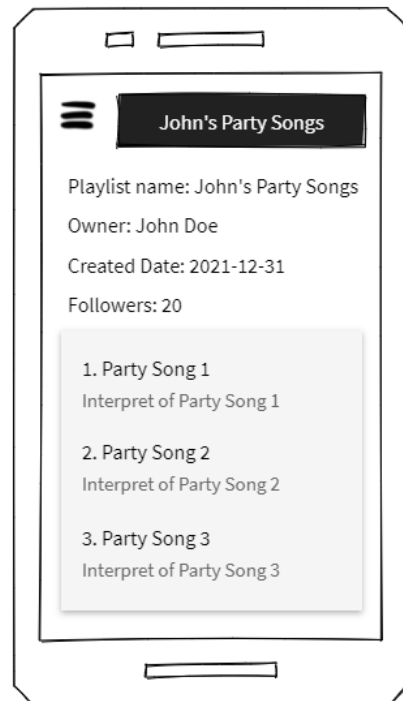 John's Party Songs
Playlist name: John's Party Songs
Owner: John Doe
Created Date: 2021-12-31
Followers: 20
1. Party Song 1
Interpret of Party Song 1
2. Party Song 2
Interpret of Party Song 2
3. Party Song 3
Interpret of Party Song 3